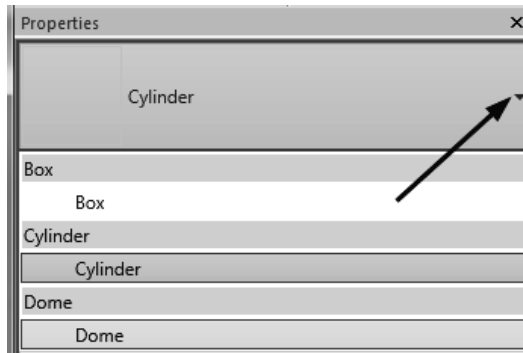 Properties
Cylinder
Box
Box
Cylinder
Cylinder
Dome
Dome